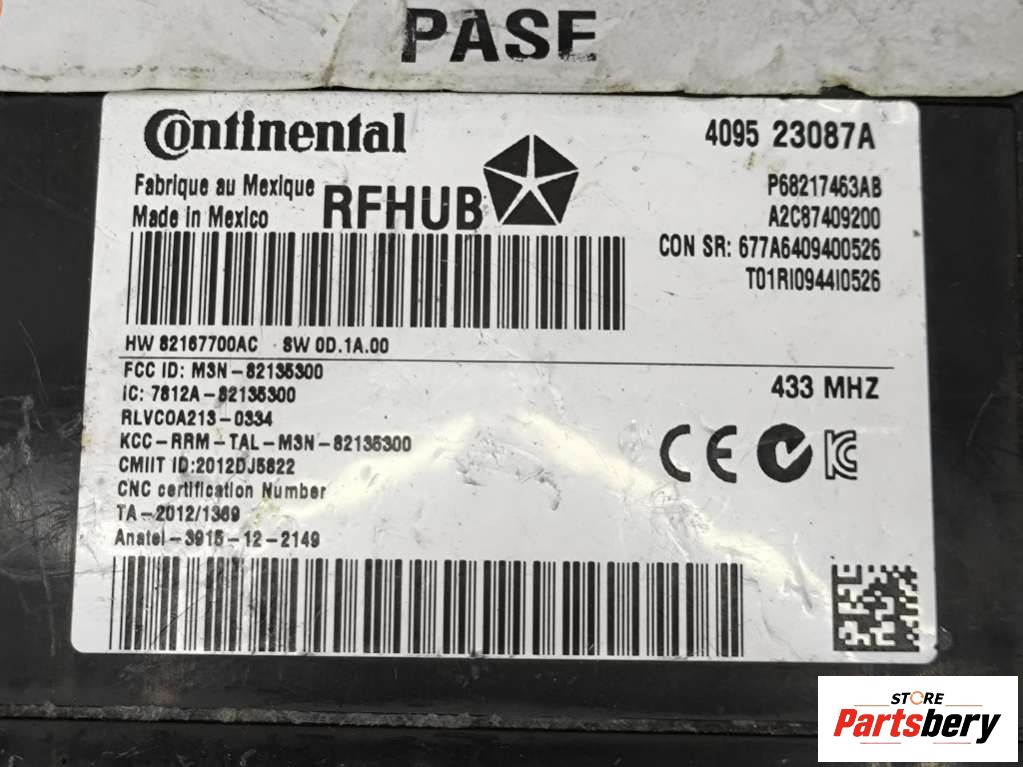 PASE
Continental
4095 23087A
Fabrique au Mexique
Made in Mexico
RFHUB
P68217463AB
A2C87409200
CON SR: 677A6409400526
T01RI0944I0526
HW 82167700AC SW 0D.1A.00
FCC ID: M3N-82135300
IC: 7812A-82135300
RLVCOA213-0334
KCC-RRM-TAL-M3N-82135300
CMIIT ID:2012DJ5822
CNC certification Number
TA-2012/1369
Anatel-3915-12-2149
433 MHZ
CE
STORE
Partsbery